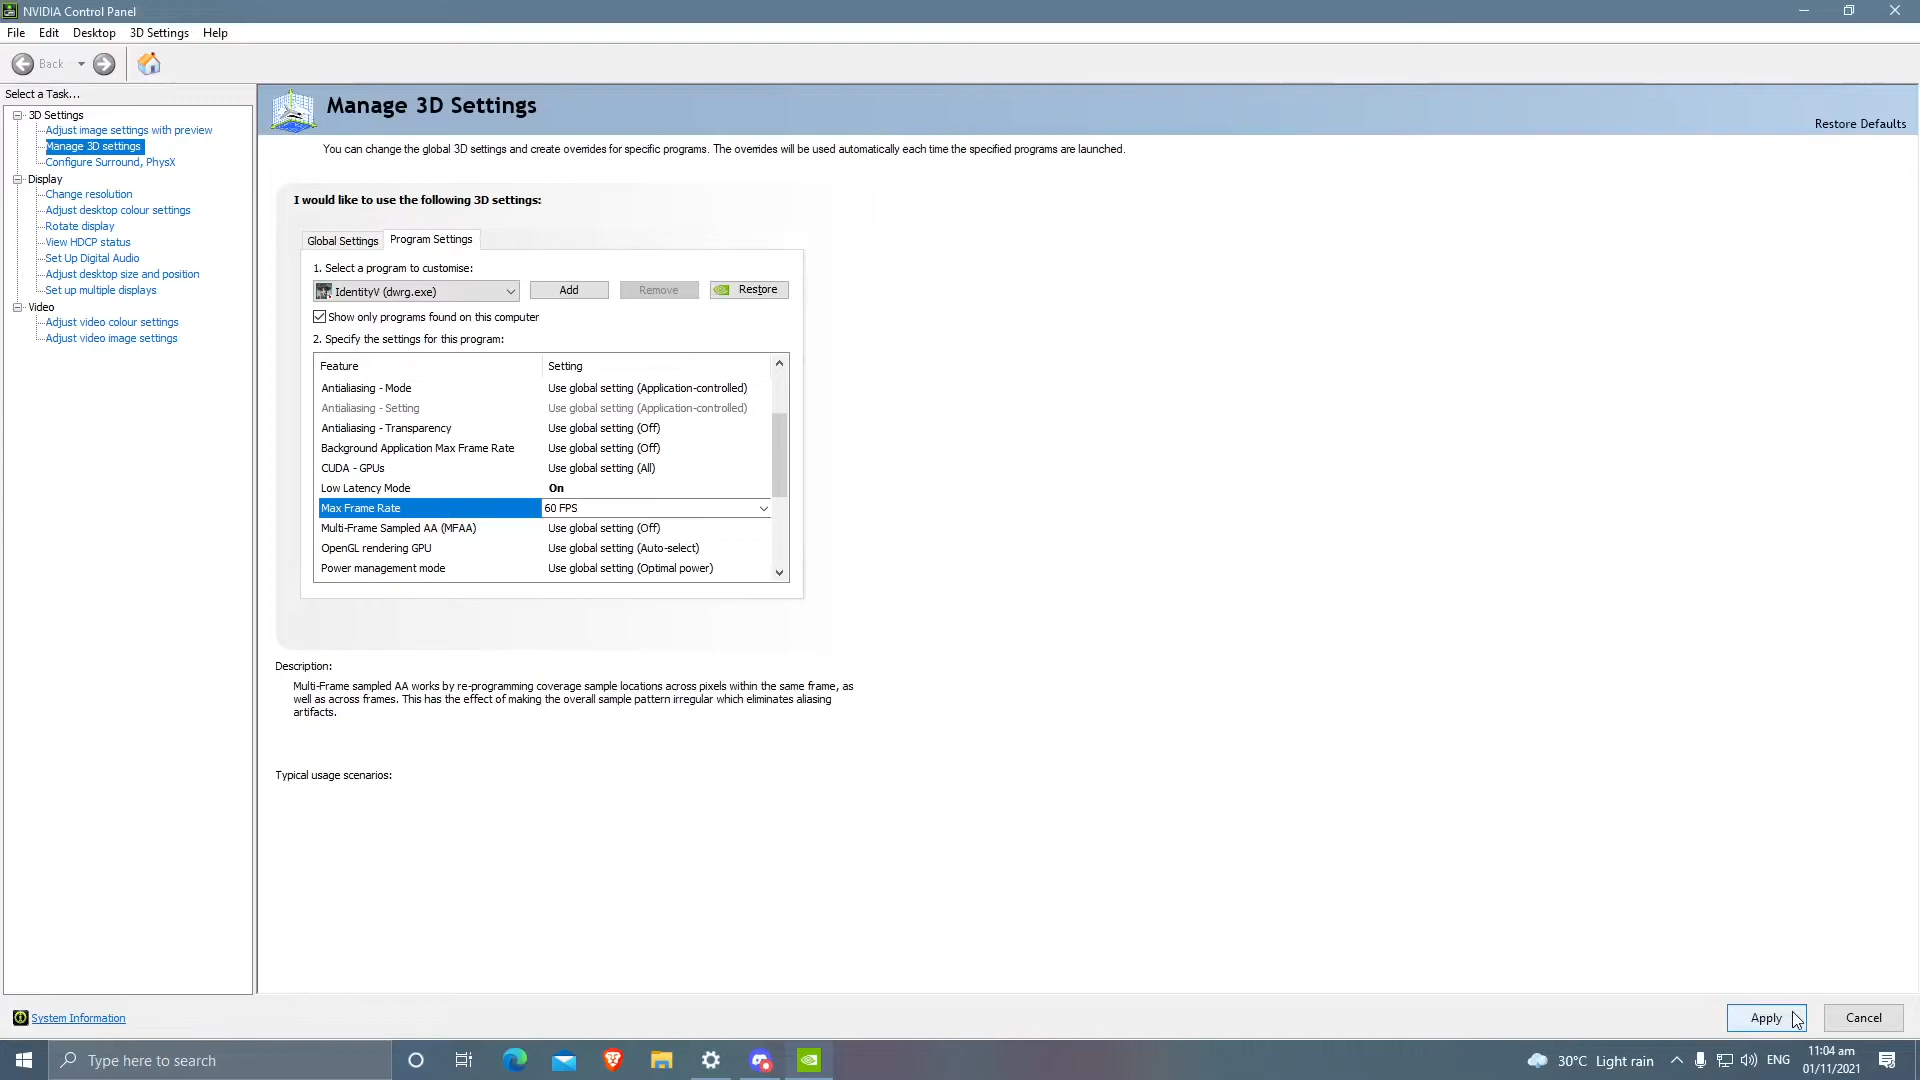 NVIDIA Control Panel
File Edit Desktop 3D Settings Help
Back
Select a Task...
3D Settings
Adjust image settings with preview
Manage 3D settings
Configure Surround, PhysX
Display
Change resolution
Adjust desktop colour settings
Rotate display
View HDCP status
Set Up Digital Audio
Adjust desktop size and position
Set up multiple displays
Video
Adjust video colour settings
Adjust video image settings
System Information
Manage 3D Settings
Restore Defaults
You can change the global 3D settings and create overrides for specific programs. The overrides will be used automatically each time the specified programs are launched.
I would like to use the following 3D settings:
Global Settings Program Settings
1. Select a program to customise:
IdentityV (dwrg.exe) Add Remove Restore
Show only programs found on this computer
2. Specify the settings for this program:
Feature Setting
Antialiasing - Mode Use global setting (Application-controlled)
Antialiasing - Setting Use global setting (Application-controlled)
Antialiasing - Transparency Use global setting (Off)
Background Application Max Frame Rate Use global setting (Off)
CUDA - GPUs Use global setting (All)
Low Latency Mode On
Max Frame Rate 60 FPS
Multi-Frame Sampled AA (MFAA) Use global setting (Off)
OpenGL rendering GPU Use global setting (Auto-select)
Power management mode Use global setting (Optimal power)
Description:
Multi-Frame sampled AA works by re-programming coverage sample locations across pixels within the same frame, as
well as across frames. This has the effect of making the overall sample pattern irregular which eliminates aliasing
artifacts.
Typical usage scenarios:
Apply Cancel
Type here to search
30°C Light rain ENG
11:04 am
01/11/2021